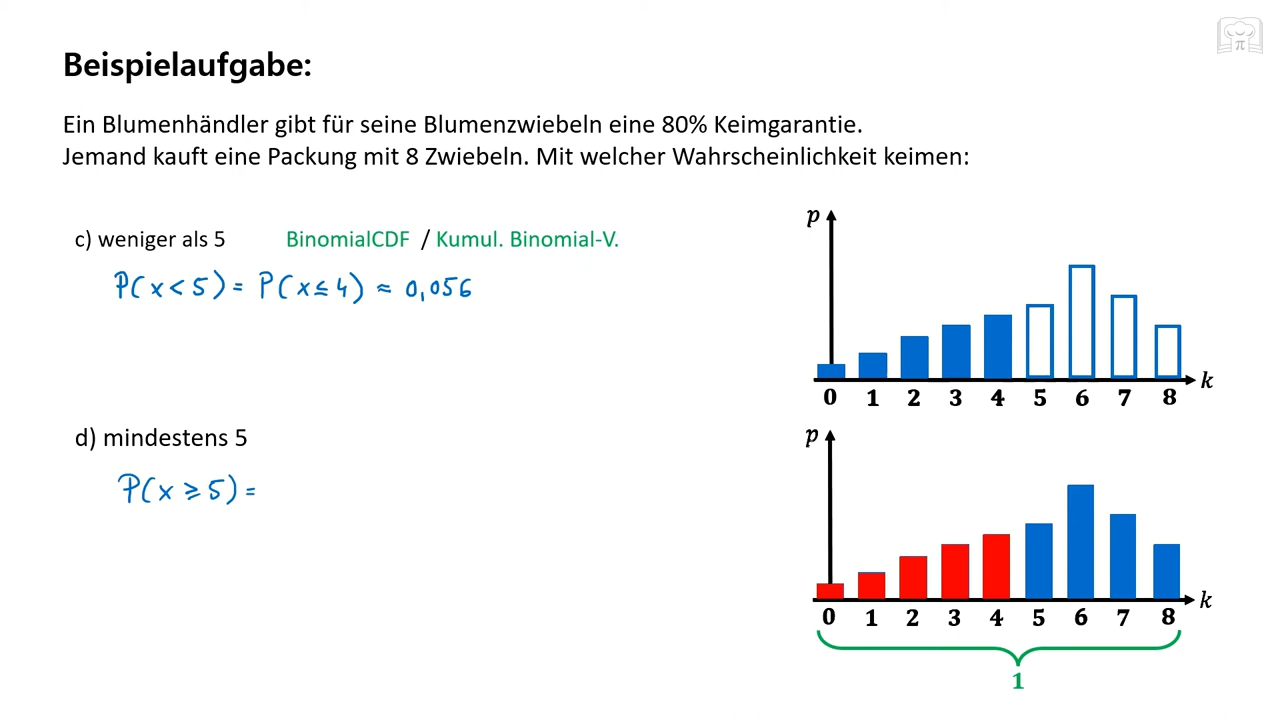 Beispielaufgabe:
Ein Blumenhändler gibt für seine Blumenzwiebeln eine 80% Keimgarantie.
Jemand kauft eine Packung mit 8 Zwiebeln. Mit welcher Wahrscheinlichkeit keimen:
c) weniger als 5 BinomialCDF / Kumul. Binomial-V.
P(x < 5) = P(x ≤ 4) ≈ 0,056
p
k
0 1 2 3 4 5 6 7 8
d) mindestens 5
P(x ≥ 5) =
p
k
0 1 2 3 4 5 6 7 8
1
π